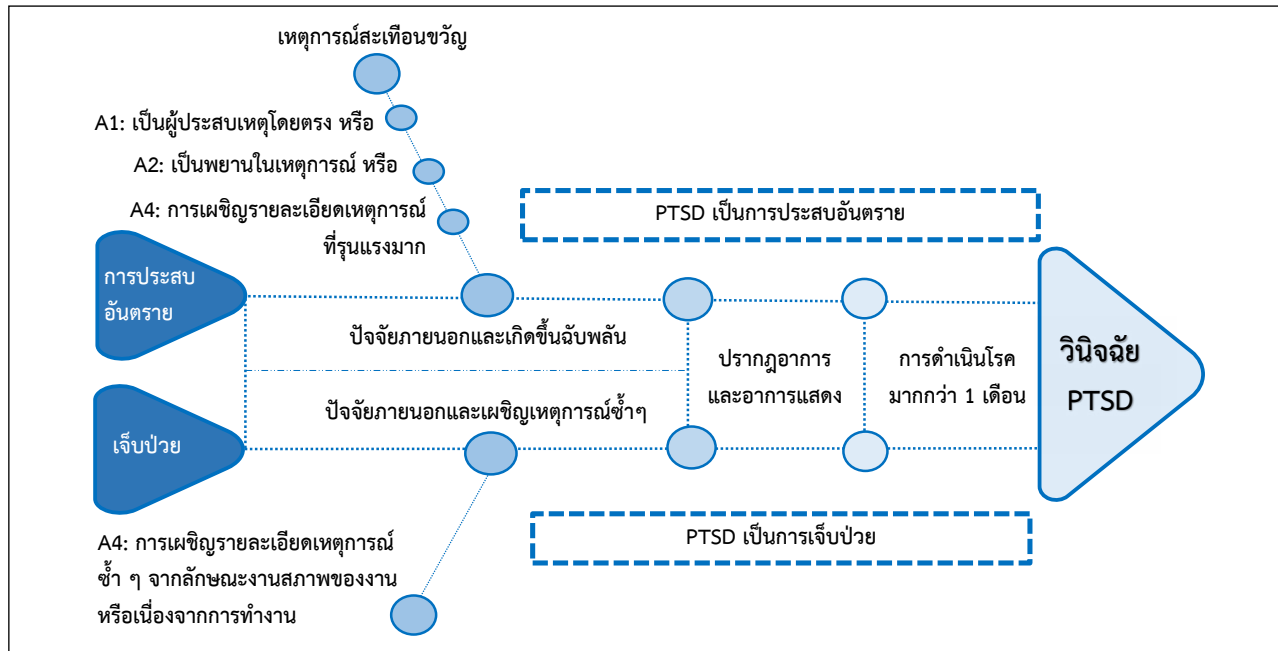 เหตุการณ์สะเทือนขวัญ
A1: เป็นผู้ประสบเหตุโดยตรง หรือ
A2: เป็นพยานในเหตุการณ์ หรือ
A4: การเผชิญรายละเอียดเหตุการณ์
ที่รุนแรงมาก
PTSD เป็นการประสบอันตราย
การประสบ
อันตราย
ปัจจัยภายนอกและเกิดขึ้นฉับพลัน
ปรากฎอาการ
และอาการแสดง
การดำเนินโรค
มากกว่า 1 เดือน
วินิจฉัย
PTSD
ปัจจัยภายนอกและเผชิญเหตุการณ์ซ้ำๆ
เจ็บป่วย
A4: การเผชิญรายละเอียดเหตุการณ์
ซ้ำ ๆ จากลักษณะงานสภาพของงาน
หรือเนื่องจากการทำงาน
PTSD เป็นการเจ็บป่วย